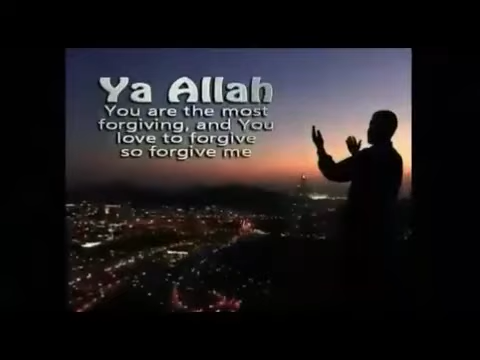 Ya Allah
You are the most
forgiving, and You
love to forgive
so forgive me